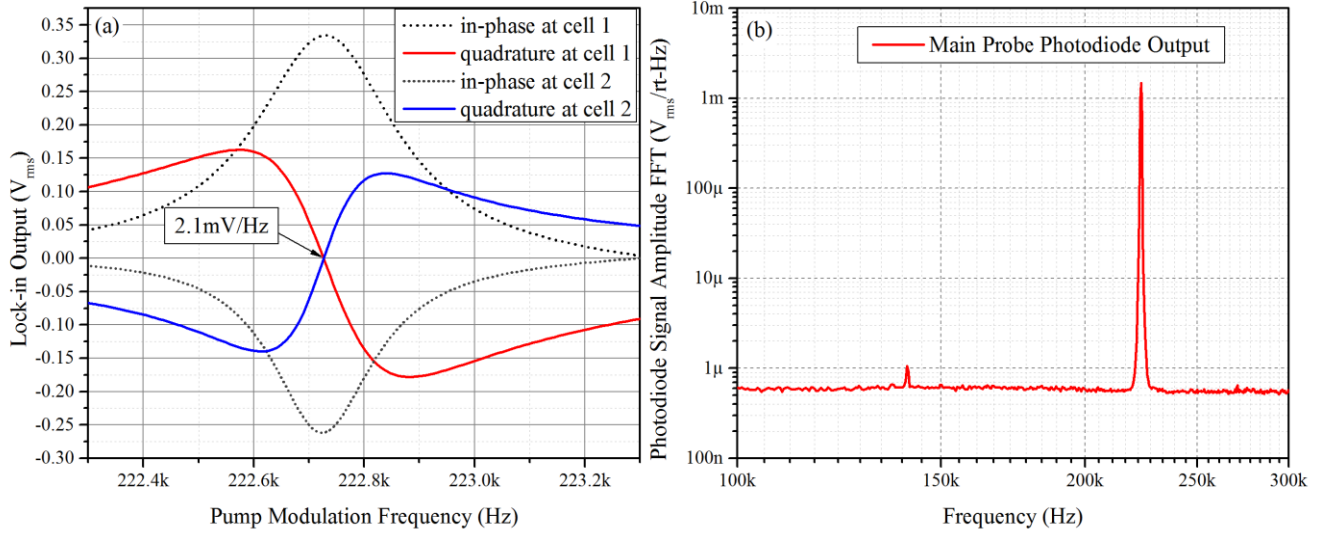 (a)
in-phase at cell 1
quadrature at cell 1
in-phase at cell 2
quadrature at cell 2
2.1mV/Hz
Lock-in Output (Vrms)
0.35
0.30
0.25
0.20
0.15
0.10
0.05
0.00
-0.05
-0.10
-0.15
-0.20
-0.25
-0.30
222.4k 222.6k 222.8k 223.0k 223.2k
Pump Modulation Frequency (Hz)
(b)
Main Probe Photodiode Output
Photodiode Signal Amplitude FFT (Vrms/rt-Hz)
10m
1m
100μ
10μ
1μ
100n
100k 150k 200k 250k 300k
Frequency (Hz)